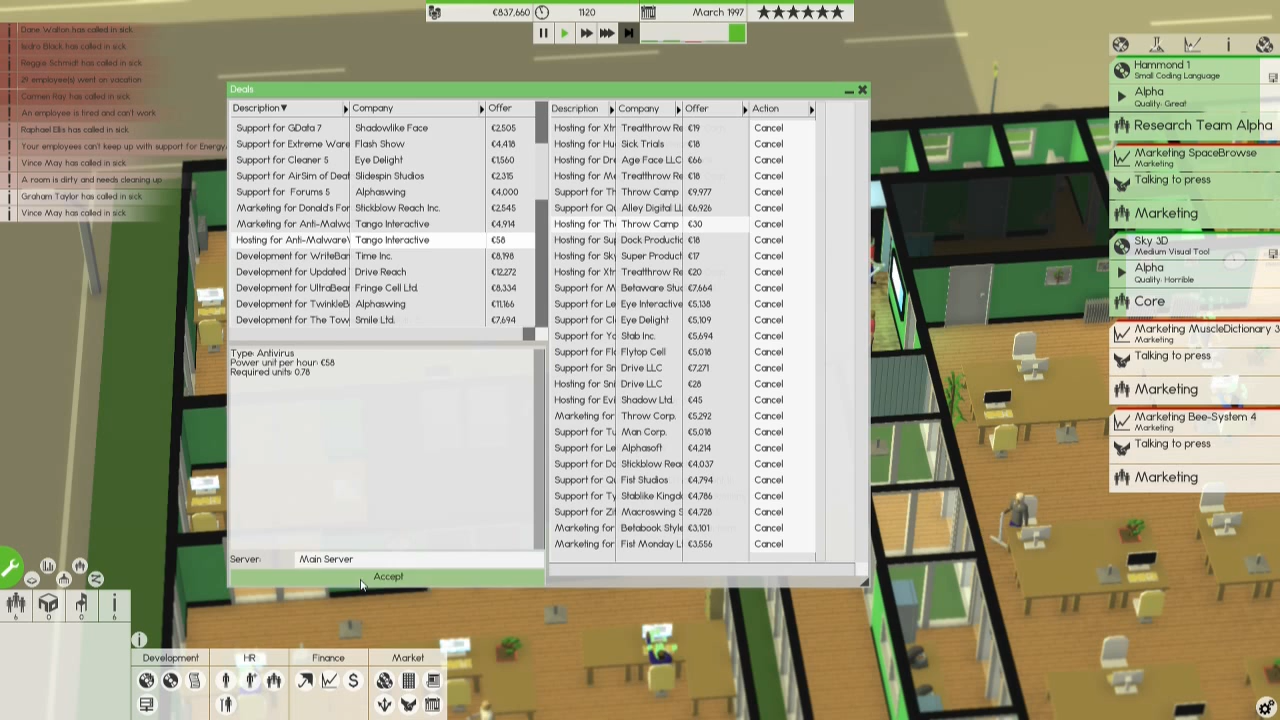 €837,660
1120
March 1997
Dane Walton has called in sick
Isidro Black has called in sick
Reggie Schmidt has called in sick
21 employee(s) went on vacation
Carmen Ray has called in sick
An employee is tired and can't work
Raphael Ellis has called in sick
Your employees can't keep up with support for Energy
Vince May has called in sick
A room is dirty and needs cleaning up
Graham Taylor has called in sick
Vince May has called in sick
Deals
Description Company Offer
Support for GData 7 Shadowlike Face €2,505
Support for Extreme Ware Flash Show €4,418
Support for Cleaner 5 Eye Delight €1,560
Support for AirSim of Deat Slidespin Studios €2,315
Support for Forums 5 Alphaswing €4,000
Marketing for Donald's For Stickblow Reach Inc. €2,545
Marketing for Anti-Malwa Tango Interactive €4,914
Hosting for Anti-Malware Tango Interactive €58
Development for WriteBar Time Inc. €8,198
Development for Updated Drive Reach €12,272
Development for UltraBear Fringe Cell Ltd. €8,334
Development for TwinkleB Alphaswing €11,166
Development for The Tow Smile Ltd. €7,694
Type: Antivirus
Power unit per hour: €58
Required units: 0.78
Server: Main Server
Accept
Description Company Offer Action
Hosting for Xtr Treatthrow Re €19 Cancel
Hosting for Hu Sick Trials €18 Cancel
Hosting for Dre Age Face LLC €66 Cancel
Hosting for Me Treatthrow Re €18 Cancel
Support for Th Throw Camp €9,977 Cancel
Support for Qu Alley Digital LL €6,926 Cancel
Hosting for The Throw Camp €30 Cancel
Hosting for Sup Dock Productic €18 Cancel
Hosting for Sky Super Product €17 Cancel
Hosting for Xtr Treatthrow Re €20 Cancel
Support for M Betaware Stud €7,664 Cancel
Support for Le Eye Interactive €5,138 Cancel
Support for Cl Eye Delight €5,109 Cancel
Support for Yo Stab Inc. €5,694 Cancel
Support for Fl Flytop Cell €5,018 Cancel
Support for Sn Drive LLC €7,271 Cancel
Hosting for Sni Drive LLC €28 Cancel
Hosting for Evi Shadow Ltd. €45 Cancel
Marketing for Throw Corp. €5,292 Cancel
Support for Tu Man Corp. €5,018 Cancel
Support for Le Alphasoft €4,214 Cancel
Support for Do Stickblow Reac €4,037 Cancel
Support for Qu Fist Studios €4,794 Cancel
Support for Ty Stablike Kingdo €4,786 Cancel
Support for Zi Macroswing S €4,728 Cancel
Marketing for Betabook Style €3,101 Cancel
Marketing for Fist Monday L €3,556 Cancel
Hammond 1
Small Coding Language
Alpha
Quality: Great
Research Team Alpha
Marketing SpaceBrowse
Marketing
Talking to press
Marketing
Sky 3D
Medium Visual Tool
Alpha
Quality: Horrible
Core
Marketing MuscleDictionary 3
Marketing
Talking to press
Marketing
Marketing Bee-System 4
Marketing
Talking to press
Marketing
6 0 0 6
Development HR Finance Market